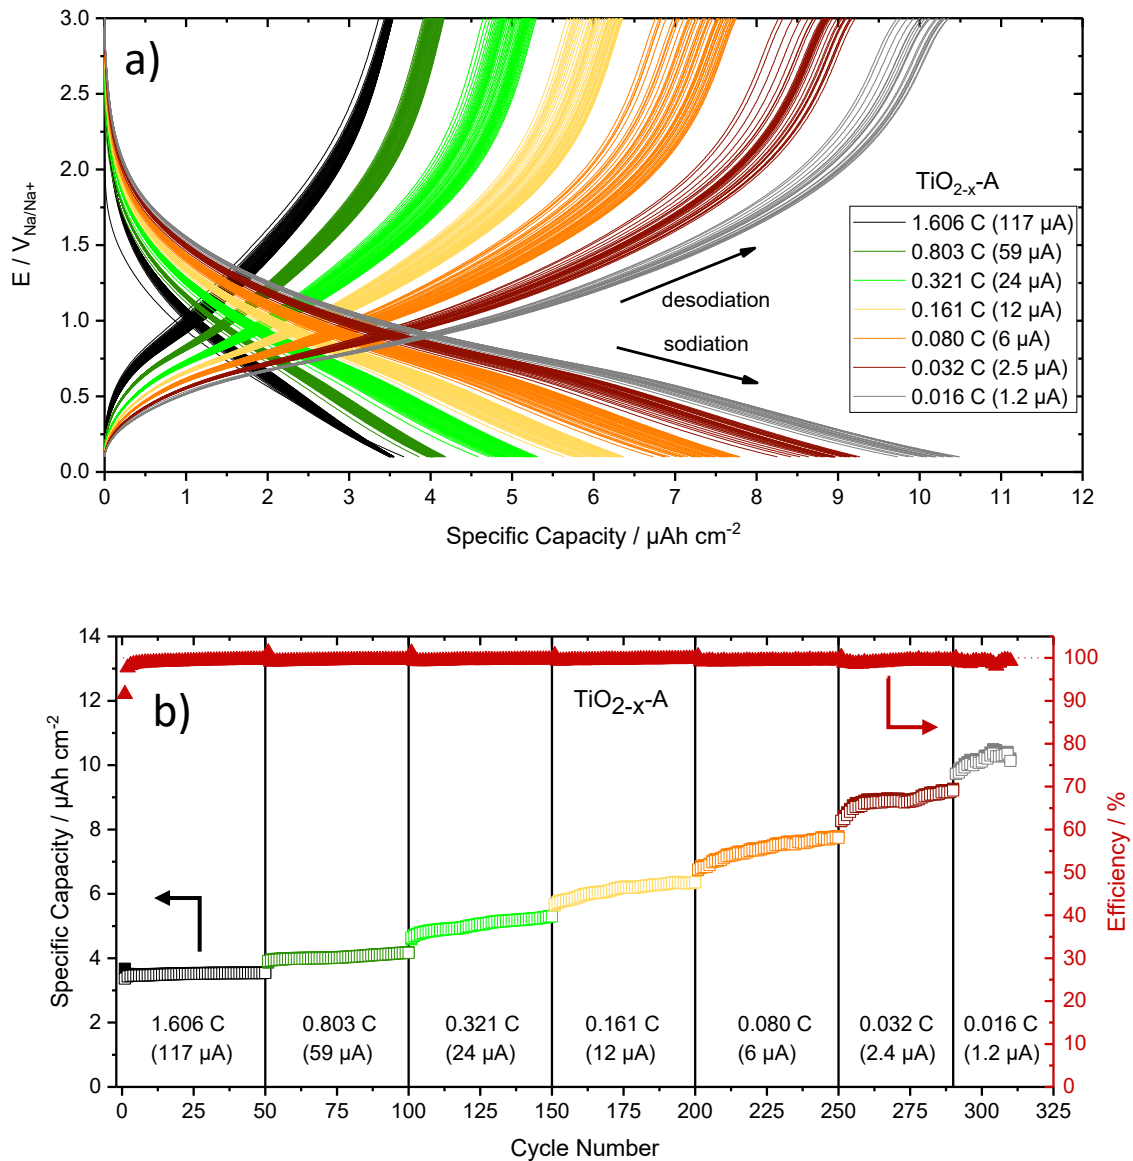 a)
3.0
2.5
2.0
1.5
1.0
0.5
0.0
E / V_Na/Na+
TiO_2-x-A
1.606 C (117 µA)
0.803 C (59 µA)
0.321 C (24 µA)
0.161 C (12 µA)
0.080 C (6 µA)
0.032 C (2.5 µA)
0.016 C (1.2 µA)
desodiation
sodiation
0 1 2 3 4 5 6 7 8 9 10 11 12
Specific Capacity / µAh cm^-2
b)
TiO_2-x-A
14
12
10
8
6
4
2
0
Specific Capacity / µAh cm^-2
100
90
80
70
60
50
40
30
20
10
0
Efficiency / %
1.606 C 0.803 C 0.321 C 0.161 C 0.080 C 0.032 C 0.016 C
(117 µA) (59 µA) (24 µA) (12 µA) (6 µA) (2.4 µA) (1.2 µA)
0 25 50 75 100 125 150 175 200 225 250 275 300 325
Cycle Number